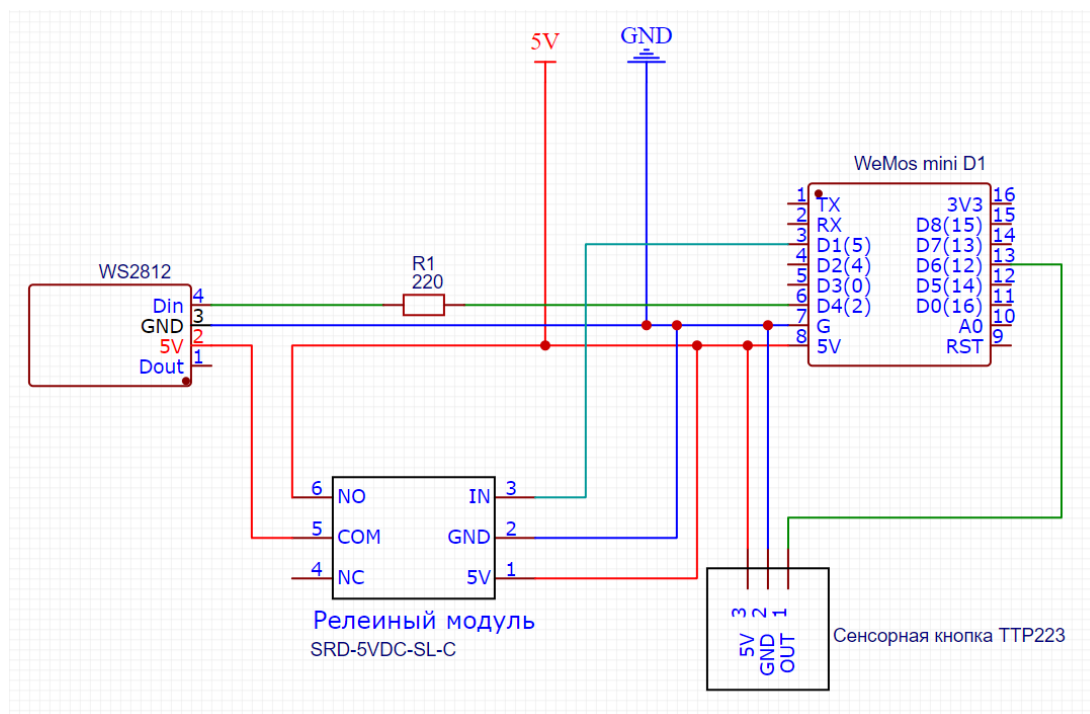 5V
GND
WeMos mini D1
1 TX
2 RX
3 D1(5)
4 D2(4)
5 D3(0)
6 D4(2)
7 G
8 5V
3V3 16
D8(15) 15
D7(13) 14
D6(12) 13
D5(14) 12
D0(16) 11
A0 10
RST 9
WS2812
Din 4
GND 3
5V 2
Dout 1
R1
220
6 NO
5 COM
4 NC
IN 3
GND 2
5V 1
Релеиный модуль
SRD-5VDC-SL-C
3 5V
2 GND
1 OUT
Сенсорная кнопка TTP223